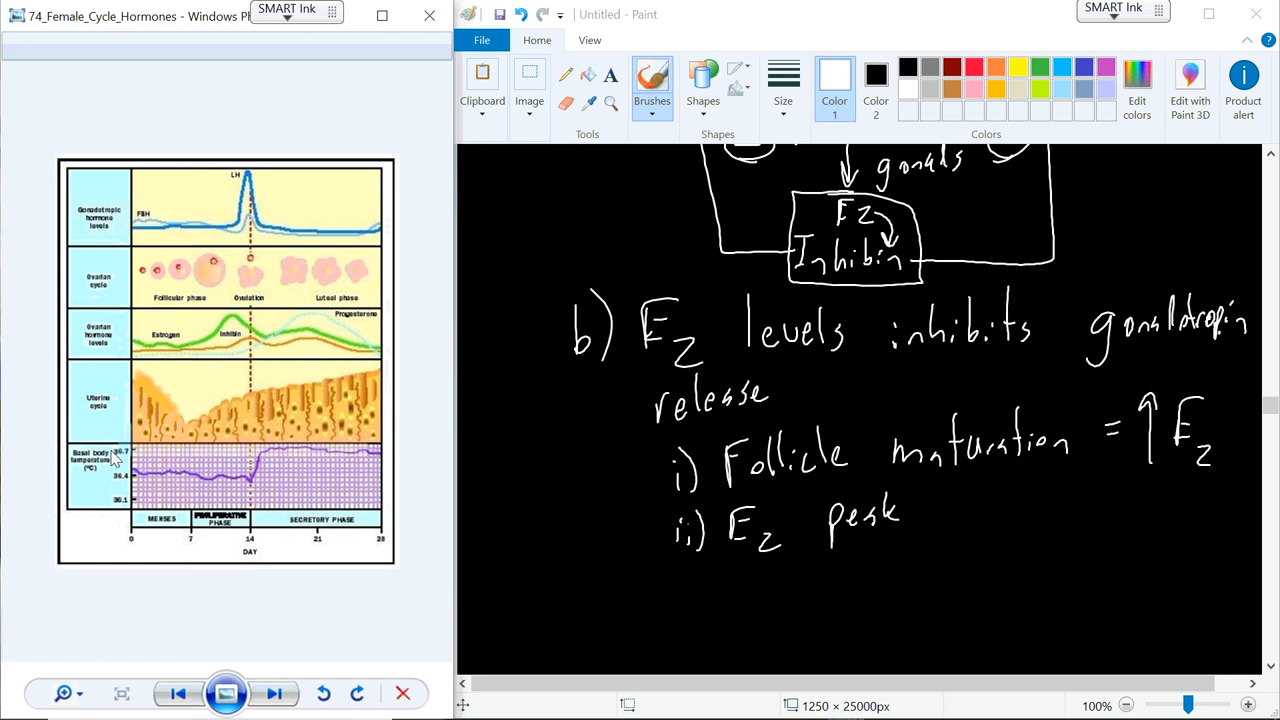 74_Female_Cycle_Hormones - Windows Ph
SMART Ink
Untitled - Paint
SMART Ink
File
Home
View
Clipboard
Image
Tools
Brushes
Shapes
Shapes
Size
Color 1
Color 2
Colors
Edit colors
Edit with Paint 3D
Product alert
Gonadotropic hormone levels
LH
FSH
Ovarian cycle
Follicular phase
Ovulation
Luteal phase
Ovarian hormone levels
Estrogen
Inhibin
Progesterone
Uterine cycle
Basal body temperature (°C)
36.7
36.4
36.1
MENSES
PROLIFERATIVE PHASE
SECRETORY PHASE
0 7 14 21 28
DAY
gonads
E2
Inhibin
b) E2 levels inhibits gonadotropin
release
i) Follicle maturation = ↑ E2
ii) E2 peak
1250 × 25000px
100%